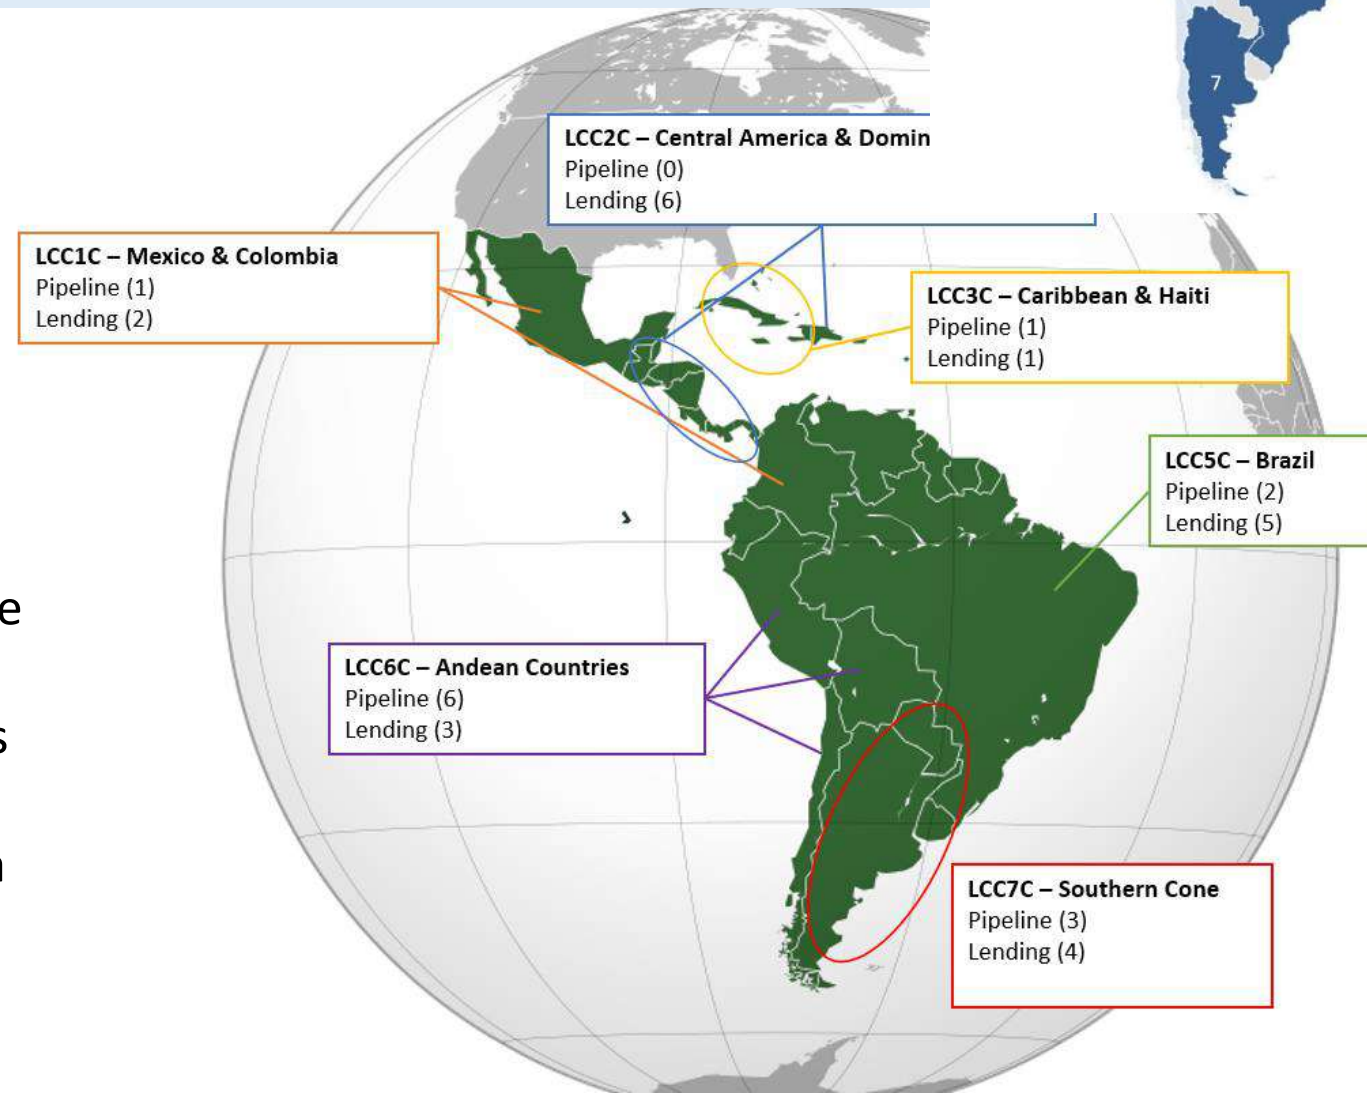 7
LCC2C – Central America & Domin
Pipeline (0)
Lending (6)
LCC1C – Mexico & Colombia
Pipeline (1)
Lending (2)
LCC3C – Caribbean & Haiti
Pipeline (1)
Lending (1)
LCC5C – Brazil
Pipeline (2)
Lending (5)
e
LCC6C – Andean Countries
Pipeline (6)
Lending (3)
s
LCC7C – Southern Cone
Pipeline (3)
Lending (4)